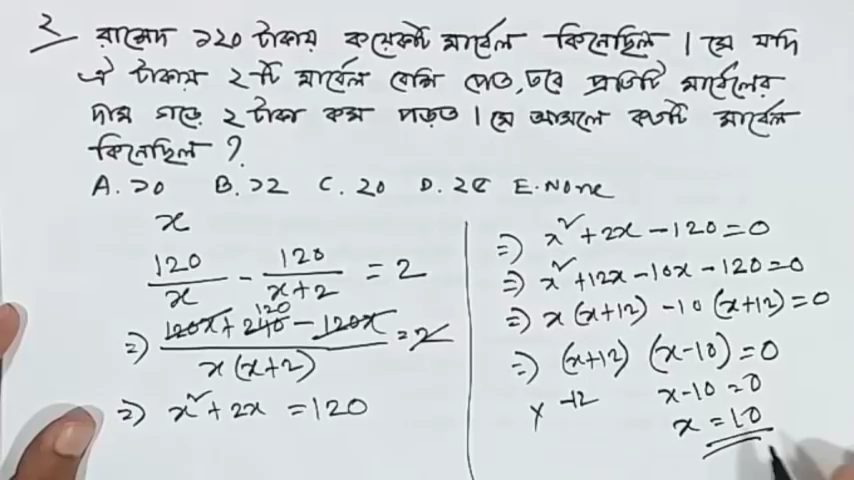 ২ রাসেদ ১২০ টাকায় কয়েকটি মার্বেল কিনেছিল । সে যদি
ঐ টাকায় ২টি মার্বেল বেশি পেত, তবে প্রতিটি মার্বেলের
দাম গড়ে ২ টাকা কম পড়ত । সে আসলে কতটি মার্বেল
কিনেছিল ?
A. ১০ B. ১২ C. ২০ D. ২৫ E. None
x
120/x - 120/(x+2) = 2
120
⇒ (120x + 240 - 120x)/(x(x+2)) = 2
⇒ x² + 2x = 120
⇒ x² + 2x - 120 = 0
⇒ x² + 12x - 10x - 120 = 0
⇒ x(x+12) - 10(x+12) = 0
⇒ (x+12) (x-10) = 0
x-10 = 0
x = 10